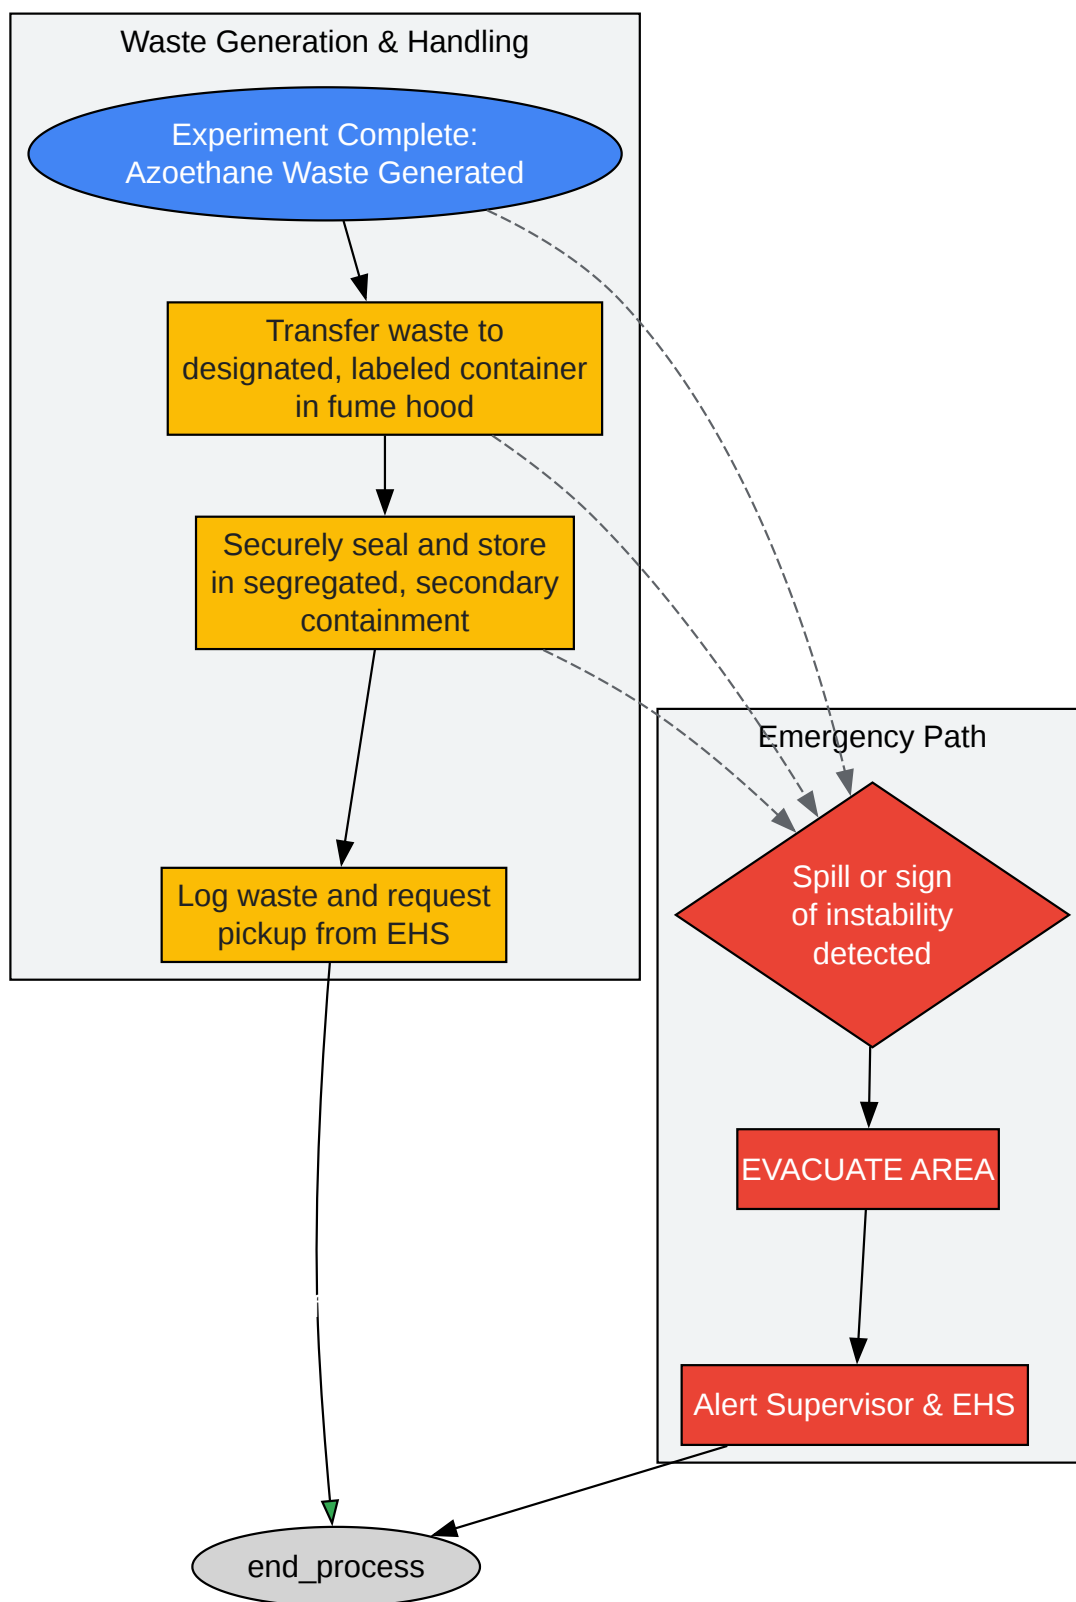 Waste Generation & Handling
Experiment Complete:
Azoethane Waste Generated
Transfer waste to
designated, labeled container
in fume hood
Securely seal and store
in segregated, secondary
containment
Log waste and request
pickup from EHS
Emergency Path
Spill or sign
of instability
detected
EVACUATE AREA
Alert Supervisor & EHS
end_process